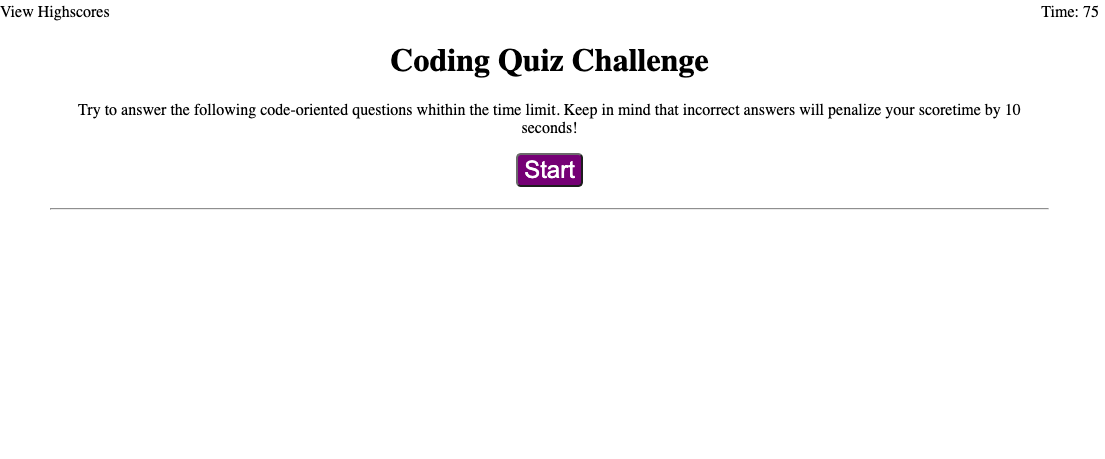 View Highscores
Time: 75
Coding Quiz Challenge
Try to answer the following code-oriented questions whithin the time limit. Keep in mind that incorrect answers will penalize your scoretime by 10
seconds!
Start